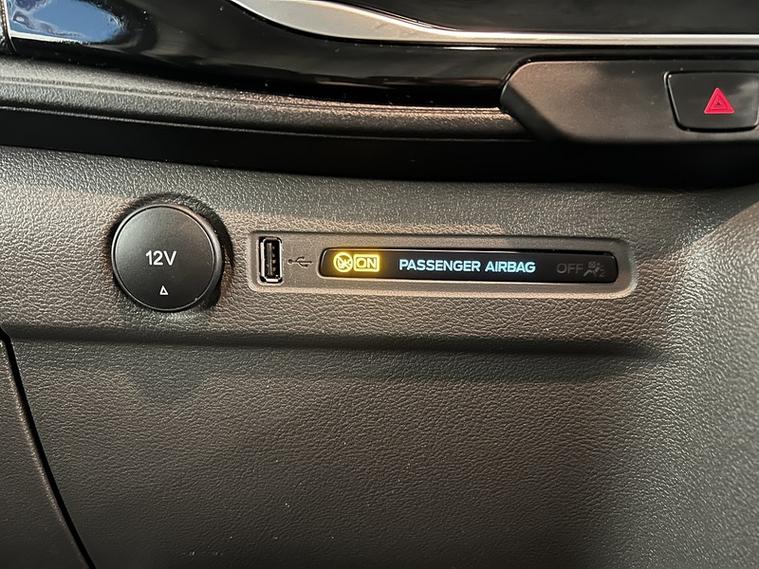 12V
ON PASSENGER AIRBAG OFF